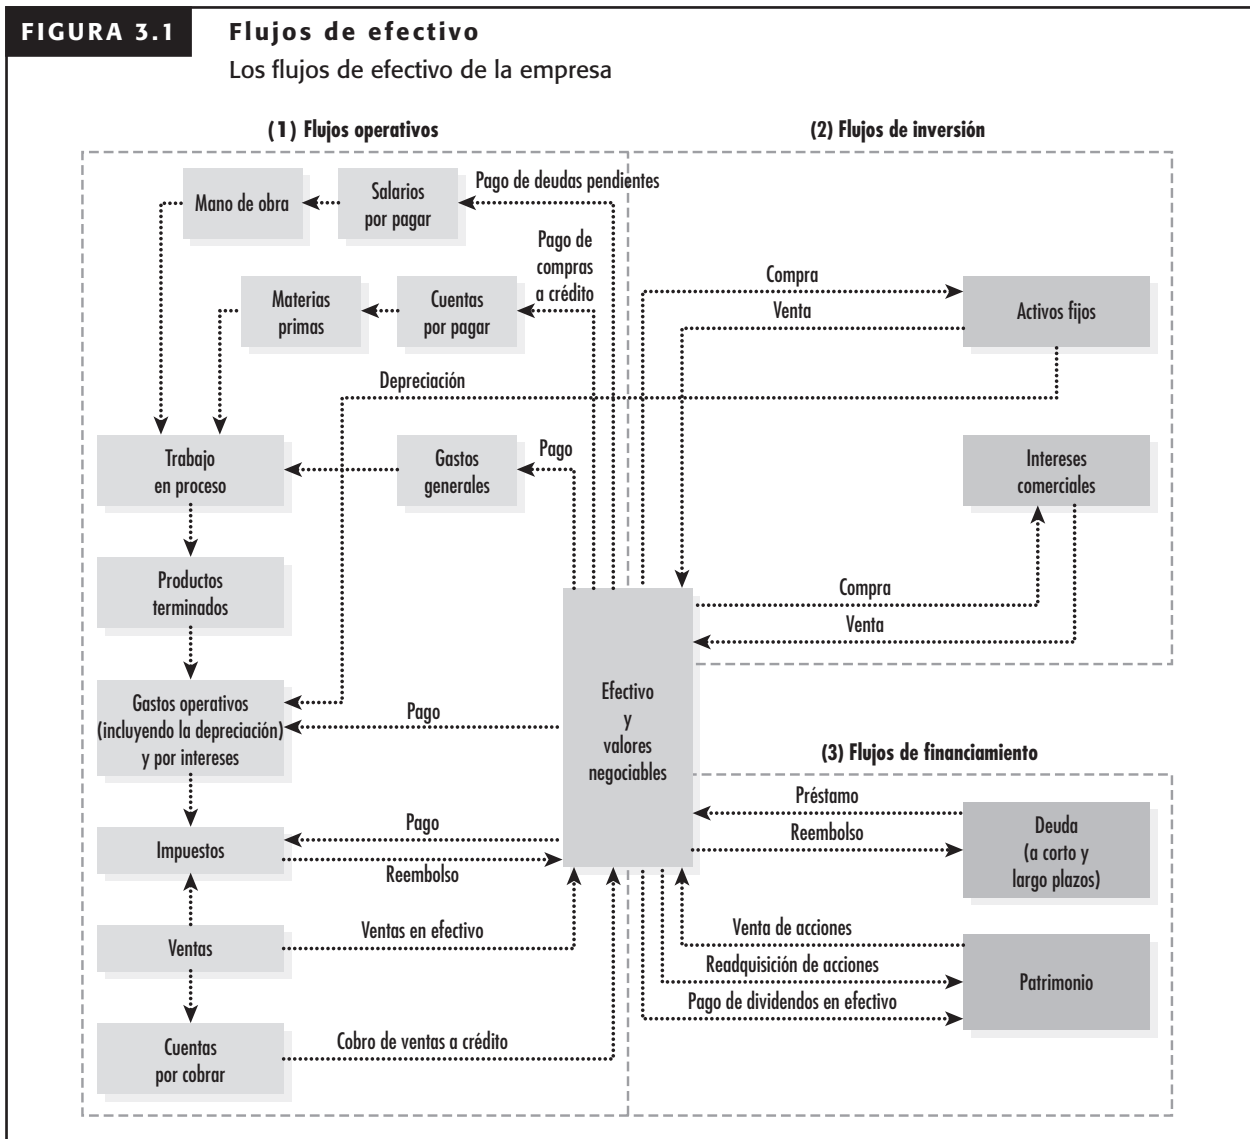 FIGURA 3.1
Flujos de efectivo
Los flujos de efectivo de la empresa
(1) Flujos operativos
(2) Flujos de inversión
Mano de obra
Salarios
por pagar
Pago de deudas pendientes
Materias
primas
Cuentas
por pagar
Pago de
compras
a crédito
Compra
Venta
Activos fijos
Depreciación
Trabajo
en proceso
Gastos
generales
Pago
Intereses
comerciales
Productos
terminados
Compra
Venta
Gastos operativos
(incluyendo la depreciación)
y por intereses
Pago
Efectivo
y
valores
negociables
(3) Flujos de financiamiento
Impuestos
Pago
Reembolso
Préstamo
Reembolso
Deuda
(a corto y
largo plazos)
Ventas
Ventas en efectivo
Venta de acciones
Readquisición de acciones
Pago de dividendos en efectivo
Patrimonio
Cuentas
por cobrar
Cobro de ventas a crédito